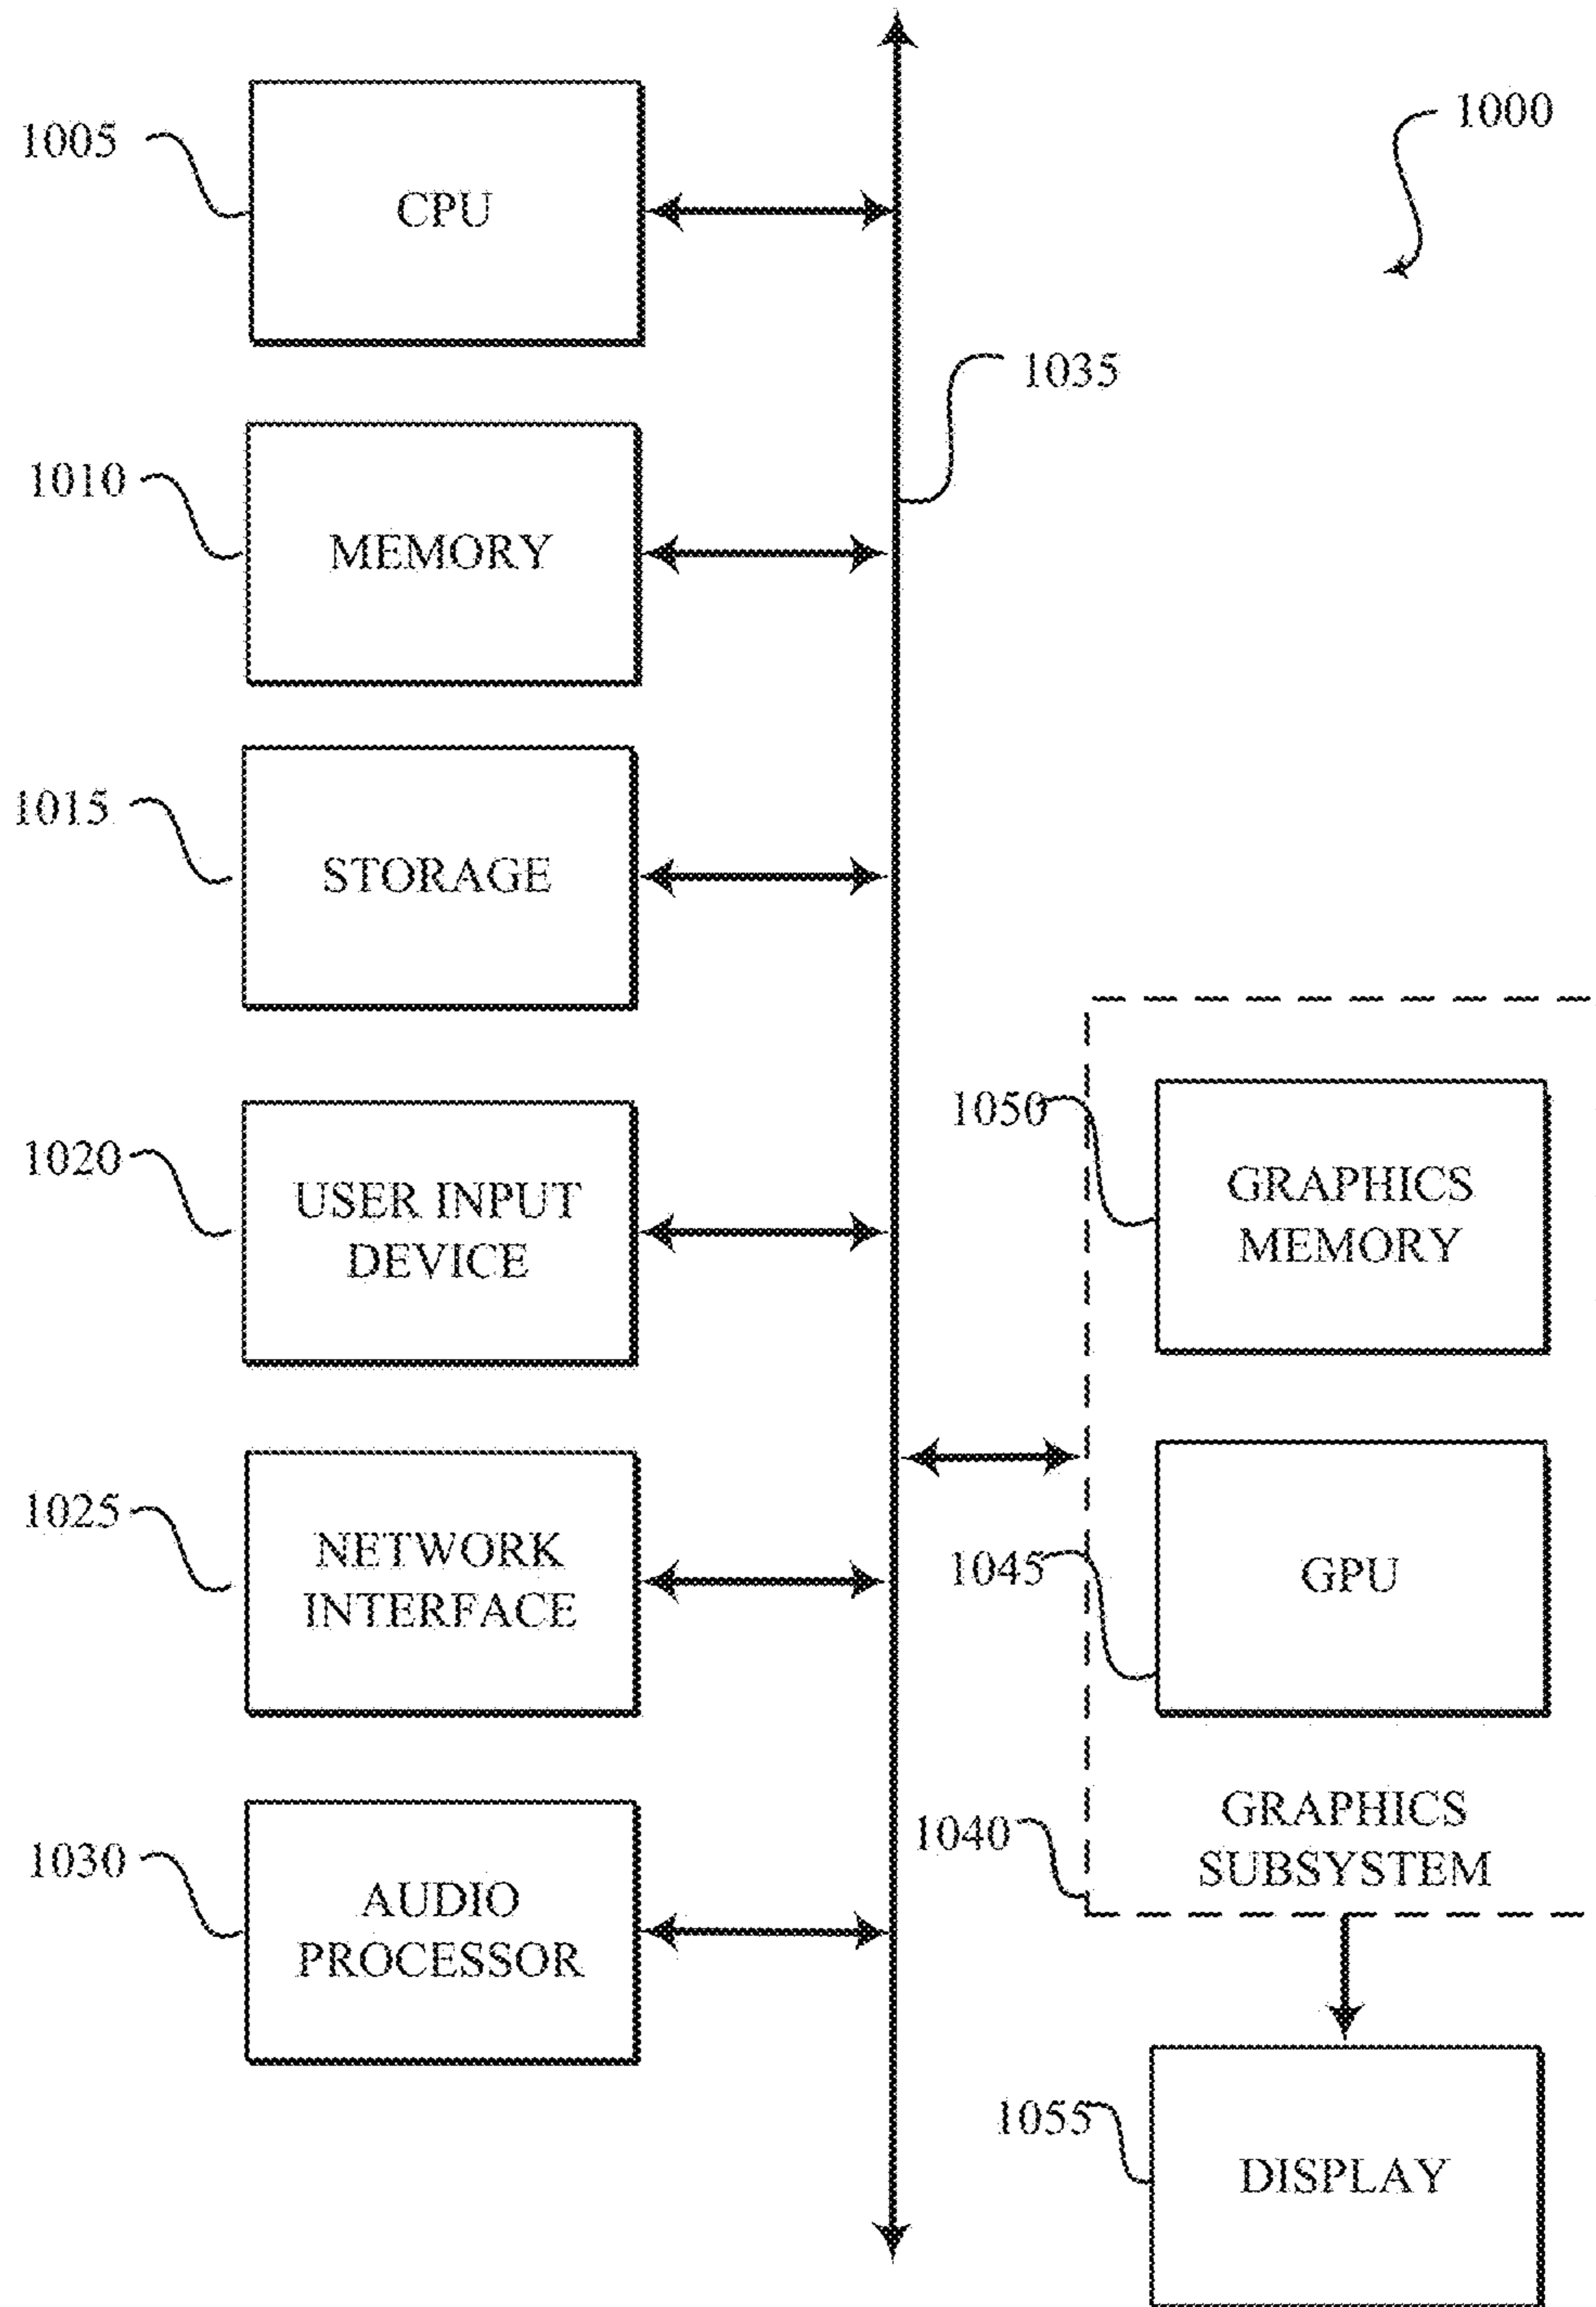 1000
1005
CPU
1035
1010
MEMORY
1015
STORAGE
1050
GRAPHICS
MEMORY
1020
USER INPUT
DEVICE
1025
NETWORK
INTERFACE
1045
GPU
1040
GRAPHICS
SUBSYSTEM
1030
AUDIO
PROCESSOR
1055
DISPLAY